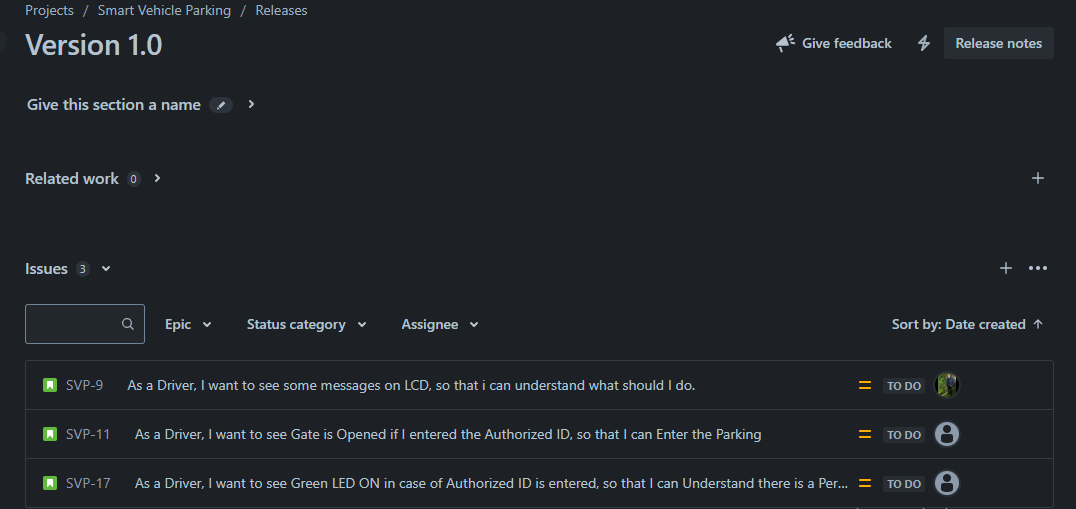 Projects / Smart Vehicle Parking / Releases
Version 1.0
Give feedback
Release notes
Give this section a name
Related work 0
Issues 3
Epic
Status category
Assignee
Sort by: Date created
SVP-9 As a Driver, I want to see some messages on LCD, so that i can understand what should I do. TO DO
SVP-11 As a Driver, I want to see Gate is Opened if I entered the Authorized ID, so that I can Enter the Parking TO DO
SVP-17 As a Driver, I want to see Green LED ON in case of Authorized ID is entered, so that I can Understand there is a Per... TO DO